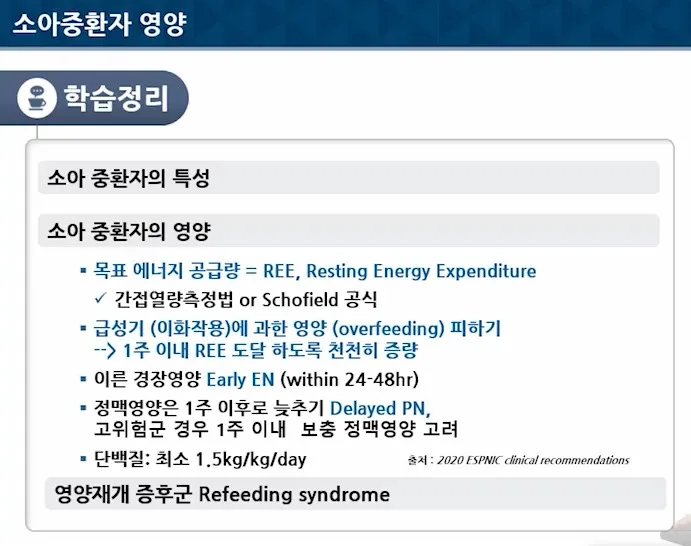 소아중환자 영양
학습정리
소아 중환자의 특성
소아 중환자의 영양
▪ 목표 에너지 공급량 = REE, Resting Energy Expenditure
✓ 간접열량측정법 or Schofield 공식
▪ 급성기 (이화작용)에 과한 영양 (overfeeding) 피하기
--> 1주 이내 REE 도달 하도록 천천히 증량
▪ 이른 경장영양 Early EN (within 24-48hr)
▪ 정맥영양은 1주 이후로 늦추기 Delayed PN,
고위험군 경우 1주 이내 보충 정맥영양 고려
▪ 단백질: 최소 1.5kg/kg/day
출처 : 2020 ESPNIC clinical recommendations
영양재개 증후군 Refeeding syndrome